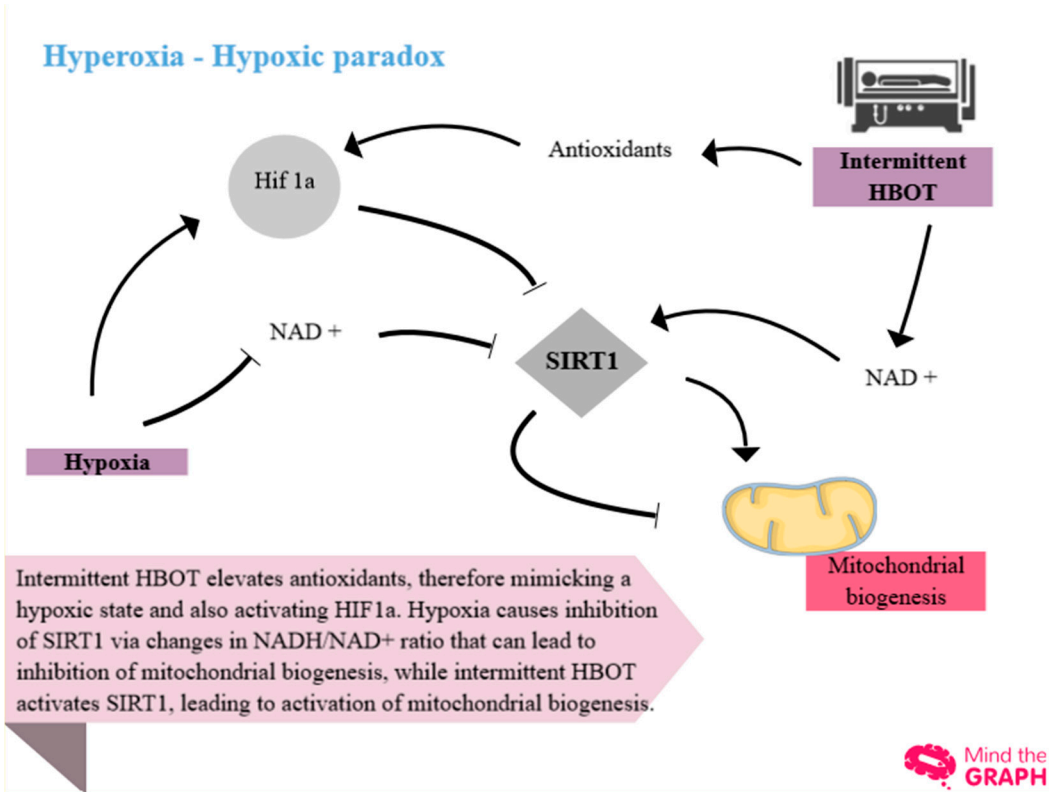 Hyperoxia - Hypoxic paradox
Hif 1a
Antioxidants
Intermittent
HBOT
NAD +
SIRT1
NAD +
Hypoxia
Mitochondrial
biogenesis
Intermittent HBOT elevates antioxidants, therefore mimicking a
hypoxic state and also activating HIF1a. Hypoxia causes inhibition
of SIRT1 via changes in NADH/NAD+ ratio that can lead to
inhibition of mitochondrial biogenesis, while intermittent HBOT
activates SIRT1, leading to activation of mitochondrial biogenesis.
Mind the
GRAPH